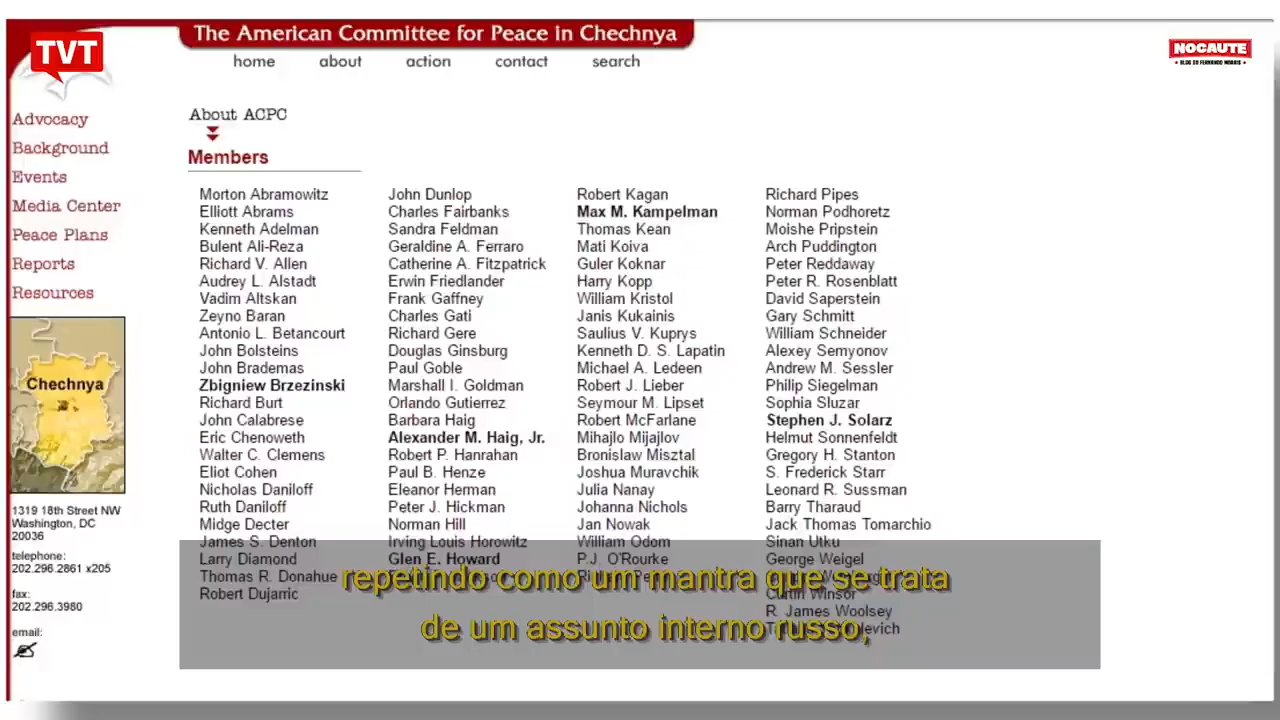 The American Committee for Peace in Chechnya
TVT
NOCAUTE
BLOG DO FERNANDO MORAIS
home about action contact search
About ACPC
Members
Advocacy
Background
Events
Media Center
Peace Plans
Reports
Resources
Chechnya
1319 18th Street NW
Washington, DC
20036
telephone:
202.296.2861 x205
fax:
202.296.3980
email:
Morton Abramowitz
Elliott Abrams
Kenneth Adelman
Bulent Ali-Reza
Richard V. Allen
Audrey L. Alstadt
Vadim Altskan
Zeyno Baran
Antonio L. Betancourt
John Bolsteins
John Brademas
Zbigniew Brzezinski
Richard Burt
John Calabrese
Eric Chenoweth
Walter C. Clemens
Eliot Cohen
Nicholas Daniloff
Ruth Daniloff
Midge Decter
James S. Denton
Larry Diamond
Thomas R. Donahue
Robert Dujarric
John Dunlop
Charles Fairbanks
Sandra Feldman
Geraldine A. Ferraro
Catherine A. Fitzpatrick
Erwin Friedlander
Frank Gaffney
Charles Gati
Richard Gere
Douglas Ginsburg
Paul Goble
Marshall I. Goldman
Orlando Gutierrez
Barbara Haig
Alexander M. Haig, Jr.
Robert P. Hanrahan
Paul B. Henze
Eleanor Herman
Peter J. Hickman
Norman Hill
Irving Louis Horowitz
Glen E. Howard
Robert Kagan
Max M. Kampelman
Thomas Kean
Mati Koiva
Guler Koknar
Harry Kopp
William Kristol
Janis Kukainis
Saulius V. Kuprys
Kenneth D. S. Lapatin
Michael A. Ledeen
Robert J. Lieber
Seymour M. Lipset
Robert McFarlane
Mihajlo Mijajlov
Bronislaw Misztal
Joshua Muravchik
Julia Nanay
Johanna Nichols
Jan Nowak
William Odom
P.J. O'Rourke
Richard Pipes
Norman Podhoretz
Moishe Pripstein
Arch Puddington
Peter Reddaway
Peter R. Rosenblatt
David Saperstein
Gary Schmitt
William Schneider
Alexey Semyonov
Andrew M. Sessler
Philip Siegelman
Sophia Sluzar
Stephen J. Solarz
Helmut Sonnenfeldt
Gregory H. Stanton
S. Frederick Starr
Leonard R. Sussman
Barry Tharaud
Jack Thomas Tomarchio
Sinan Utku
George Weigel
Curtin Winsor
R. James Woolsey
repetindo como um mantra que se trata
de um assunto interno russo,